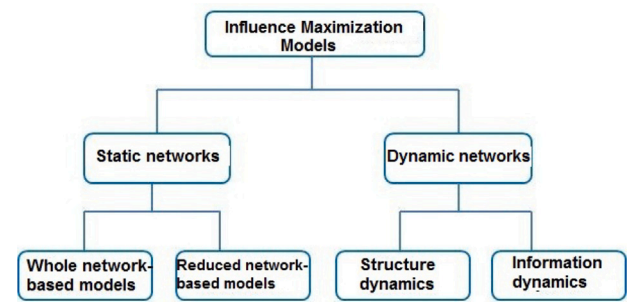 Influence Maximization
Models
Static networks
Dynamic networks
Whole network-
based models
Reduced network-
based models
Structure
dynamics
Information
dynamics